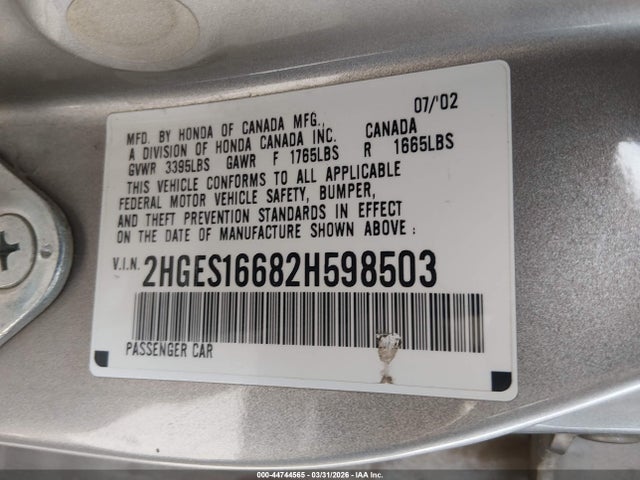 07/'02
MFD. BY HONDA OF CANADA MFG.,
A DIVISION OF HONDA CANADA INC. CANADA
GVWR 3395LBS GAWR F 1765LBS R 1665LBS
THIS VEHICLE CONFORMS TO ALL APPLICABLE
FEDERAL MOTOR VEHICLE SAFETY, BUMPER,
AND THEFT PREVENTION STANDARDS IN EFFECT
ON THE DATE OF MANUFACTURE SHOWN ABOVE:
V.I.N. 2HGES16682H598503
PASSENGER CAR
000-44744565 | 03/31/2026 - IAA Inc.